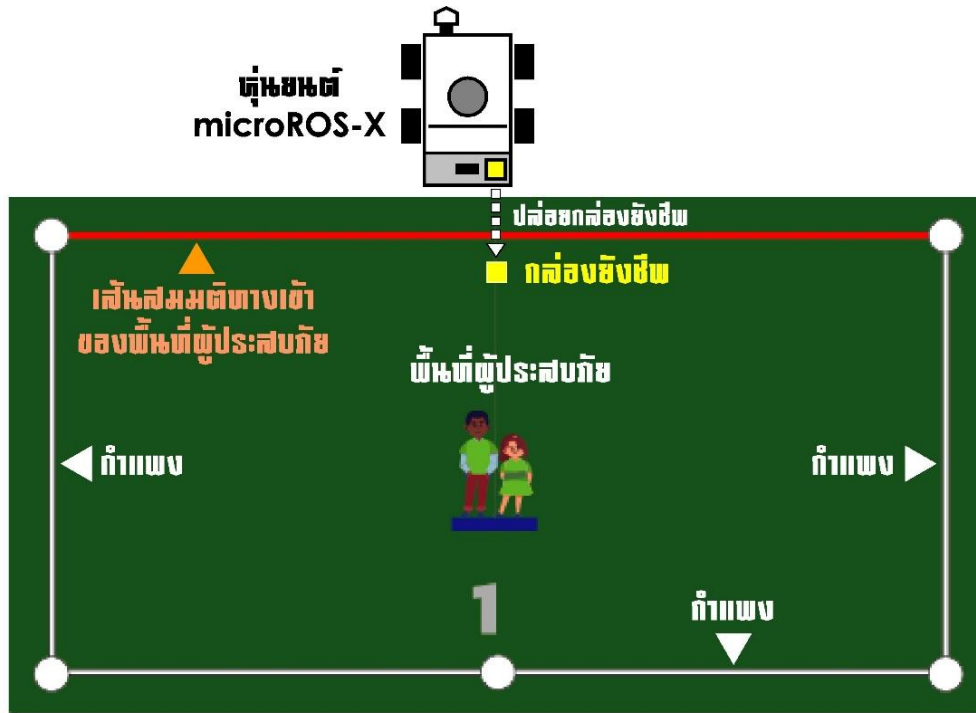 หุ่นยนต์
microROS-X
ปล่อยกล่องยังชีพ
กล่องยังชีพ
เส้นสมมติทางเข้า
ของพื้นที่ผู้ประสบภัย
พื้นที่ผู้ประสบภัย
กำแพง
กำแพง
1
กำแพง